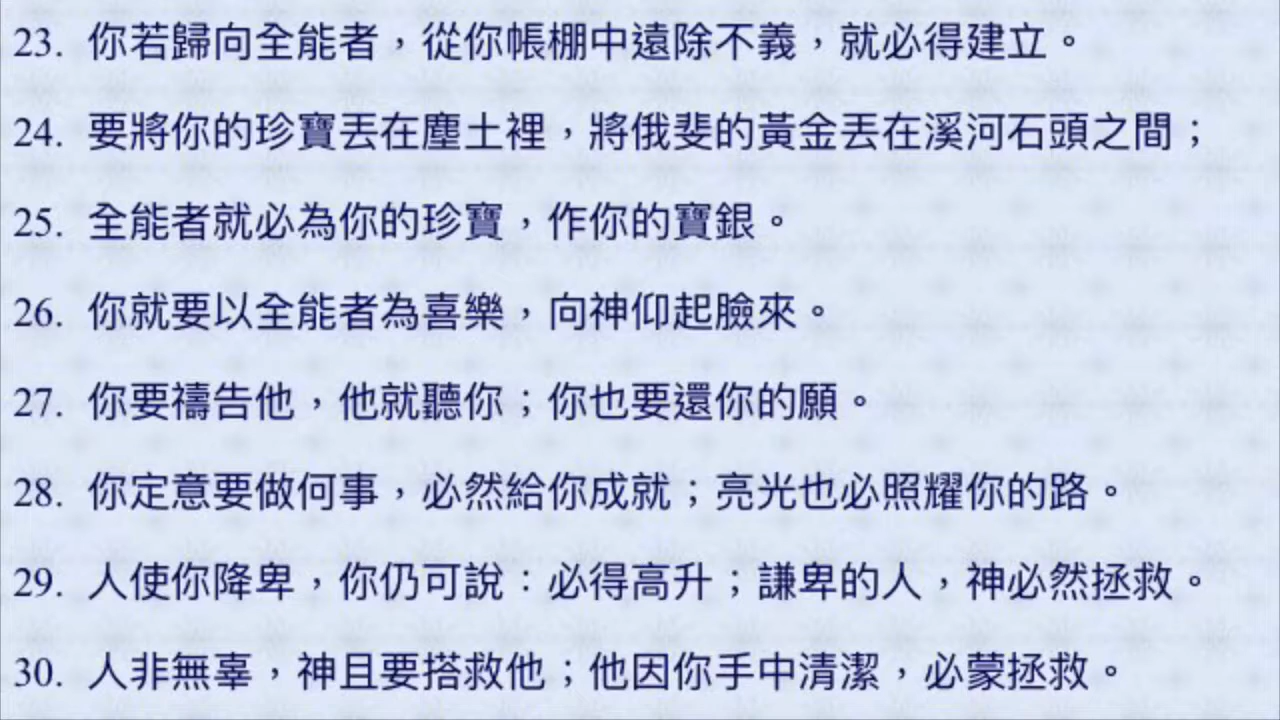 23. 你若歸向全能者，從你帳棚中遠除不義，就必得建立。
24. 要將你的珍寶丟在塵土裡，將俄斐的黃金丟在溪河石頭之間；
25. 全能者就必為你的珍寶，作你的寶銀。
26. 你就要以全能者為喜樂，向神仰起臉來。
27. 你要禱告他，他就聽你；你也要還你的願。
28. 你定意要做何事，必然給你成就；亮光也必照耀你的路。
29. 人使你降卑，你仍可說：必得高升；謙卑的人，神必然拯救。
30. 人非無辜，神且要搭救他；他因你手中清潔，必蒙拯救。